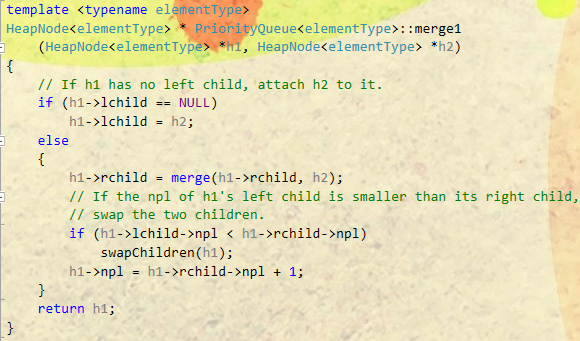 template <typename elementType>
HeapNode<elementType> * PriorityQueue<elementType>::merge1
(HeapNode<elementType> *h1, HeapNode<elementType> *h2)
{
// If h1 has no left child, attach h2 to it.
if (h1->lchild == NULL)
h1->lchild = h2;
else
{
h1->rchild = merge(h1->rchild, h2);
// If the npl of h1's left child is smaller than its right child,
// swap the two children.
if (h1->lchild->npl < h1->rchild->npl)
swapChildren(h1);
h1->npl = h1->rchild->npl + 1;
}
return h1;
}